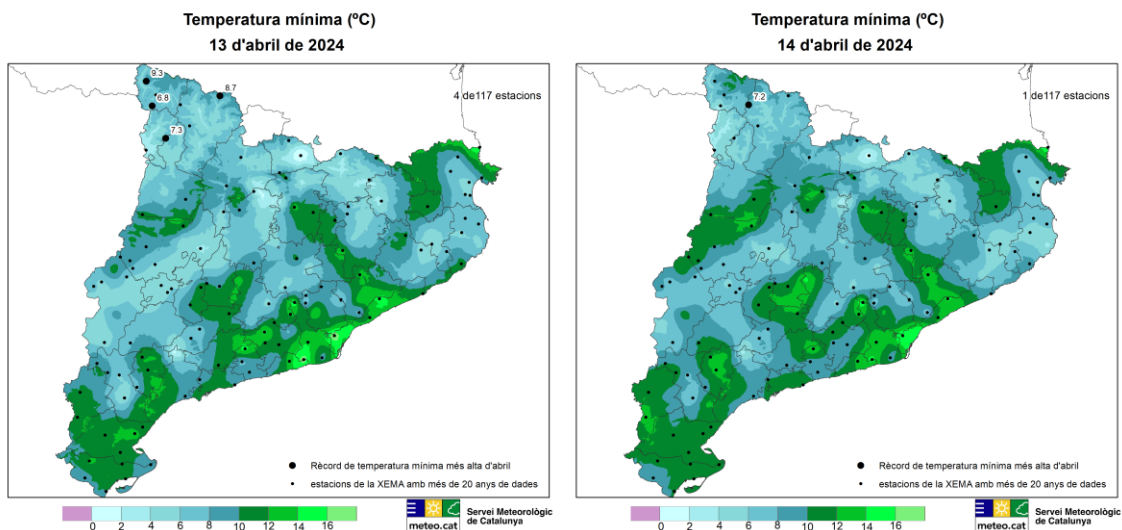 Temperatura mínima (ºC)
13 d'abril de 2024
9.3
8.7
6.8
7.3
4 de117 estacions
Rècord de temperatura mínima més alta d'abril
estacions de la XEMA amb més de 20 anys de dades
0 2 4 6 8 10 12 14 16
meteo.cat
Servei Meteorològic
de Catalunya
Temperatura mínima (ºC)
14 d'abril de 2024
7.2
1 de117 estacions
Rècord de temperatura mínima més alta d'abril
estacions de la XEMA amb més de 20 anys de dades
0 2 4 6 8 10 12 14 16
meteo.cat
Servei Meteorològic
de Catalunya